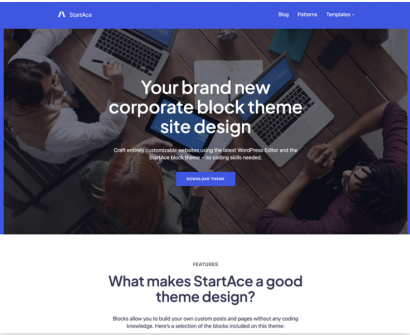 StartAce
Blog Patterns Templates
Your brand new
corporate block theme
site design
Craft entirely customizable websites using the latest WordPress Editor and the
StartAce block theme – no coding skills needed.
DOWNLOAD THEME
FEATURES
What makes StartAce a good
theme design?
Blocks allow you to build your own custom posts and pages without any coding
knowledge. Here's a selection of the blocks included on this theme: